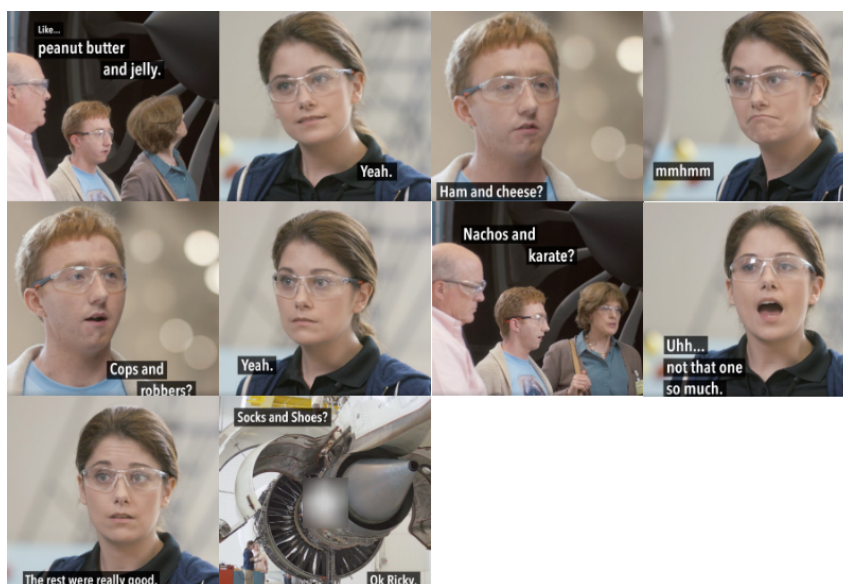 Like...
peanut butter
and jelly.
Yeah.
Ham and cheese?
mmhmm
Cops and
robbers?
Yeah.
Nachos and
karate?
Uhh...
not that one
so much.
The rest were really good.
Socks and Shoes?
Ok Ricky.